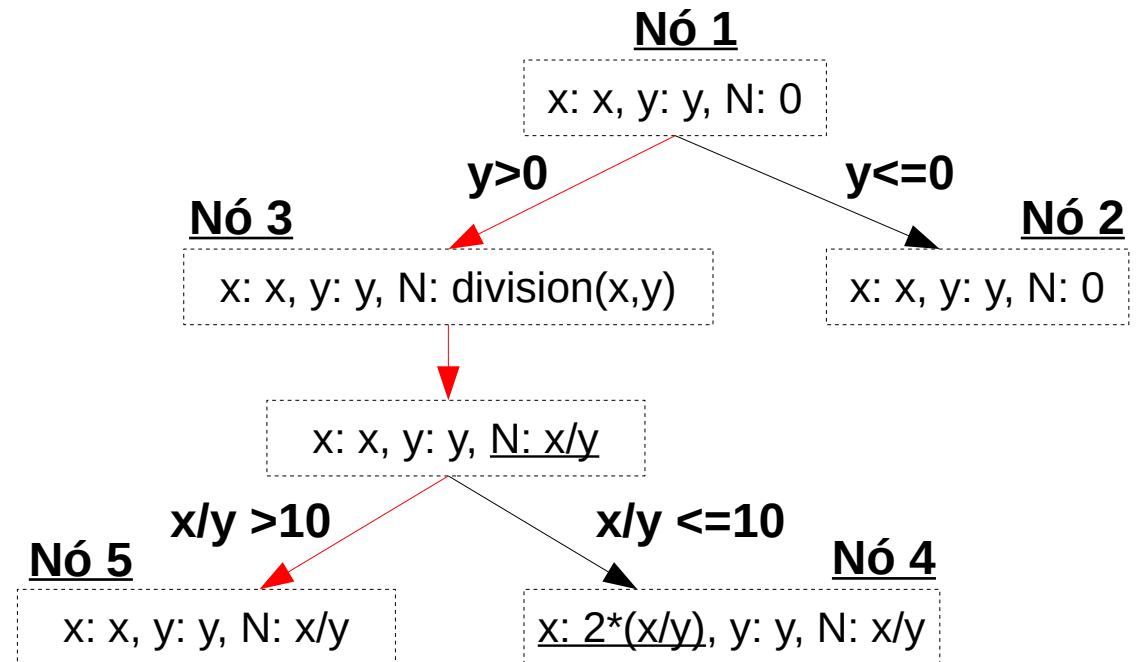 Nó 1
x: x, y: y, N: 0
y>0
y<=0
Nó 3
Nó 2
x: x, y: y, N: division(x,y)
x: x, y: y, N: 0
x: x, y: y, N: x/y
x/y >10
x/y <=10
Nó 5
Nó 4
x: x, y: y, N: x/y
x: 2*(x/y), y: y, N: x/y